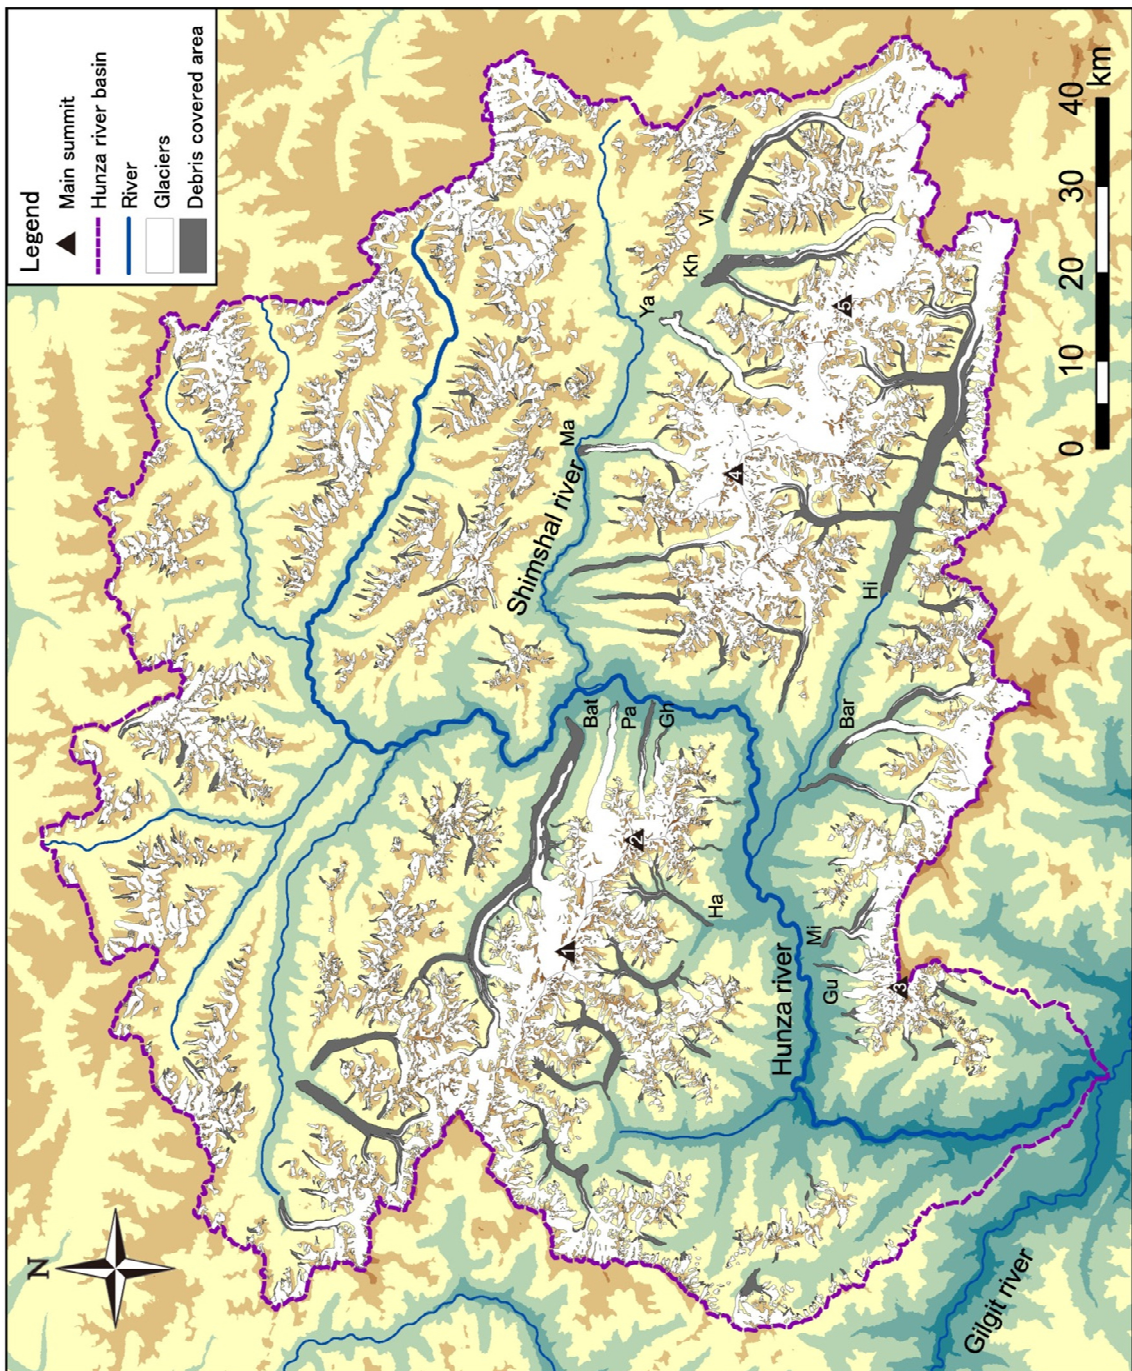 Legend
Main summit
Hunza river basin
River
Glaciers
Debris covered area
N
Shimshal river
Ma
Ya
Kh
Vi
Bat
Pa
Gh
Ha
Hi
Bar
Mi
Gu
Hunza river
Gilgit river
1
2
3
4
5
0 10 20 30 40
km